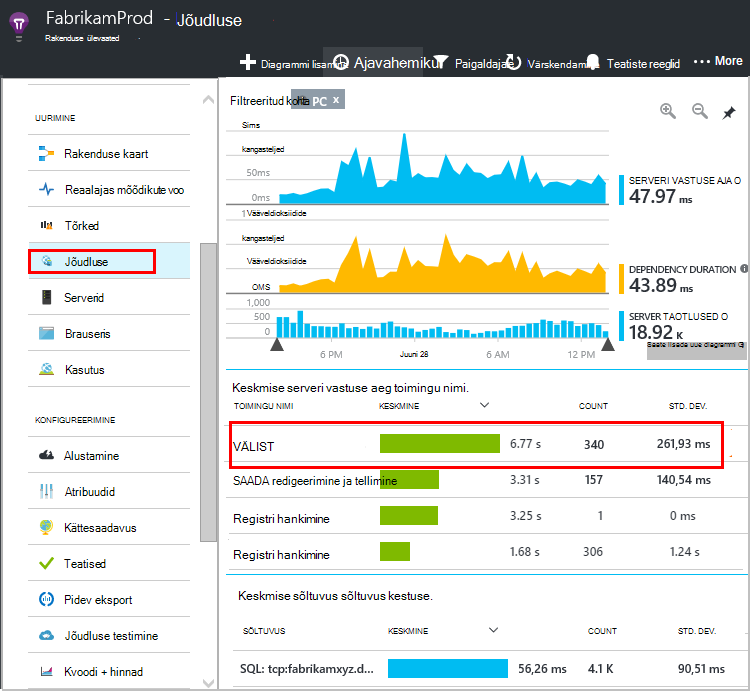 FabrikamProd - Jõudluse
Rakenduse ülevaated
Diagrammi lisamine Ajavahemikur Paigaldajae Värskendamine Teatiste reeglid ... More
UURIMINE
Rakenduse kaart
Reaalajas mõõdikute voo
Tõrked
Jõudluse
Serverid
Brauseris
Kasutus
KONFIGUREERIMINE
Alustamine
Atribuudid
Kättesaadavus
Teatised
Pidev eksport
Jõudluse testimine
Kvoodi + hinnad
Filtreeritud kohta PC x
Sims
kangasteljed
50ms
0ms
SERVERI VASTUSE AJA O
47.97 ms
1 Vääveldioksiidide
kangasteljed
Vääveldioksiidide
OMS
DEPENDENCY DURATION
43.89 ms
1,000
500
0
SERVER TAOTLUSED O
18.92 K
6 PM Juuni 28 6 AM 12 PM
Saate lisada uue diagrammi
Keskmise serveri vastuse aeg toimingu nimi.
TOIMINGU NIMI KESKMINE COUNT STD. DEV.
VÄLIST 6.77 s 340 261,93 ms
SAADA redigeerimine ja tellimine 3.31 s 157 140,54 ms
Registri hankimine 3.25 s 1 0 ms
Registri hankimine 1.68 s 306 1.24 s
Keskmise sõltuvus sõltuvus kestuse.
SÕLTUVUS KESKMINE COUNT STD. DEV.
SQL: tcp:fabrikamxyz.d... 56,26 ms 4.1 K 90,51 ms